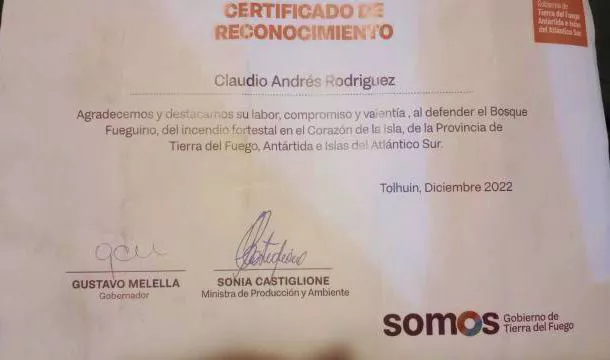 CERTIFICADO DE
RECONOCIMIENTO
Gobierno de
Tierra del Fuego
Antártida e Islas
del Atlántico Sur
Claudio Andrés Rodriguez
Agradecemos y destacamos su labor, compromiso y valentía , al defender el Bosque
Fueguino, del incendio fortestal en el Corazón de la Isla, de la Provincia de
Tierra del Fuego, Antártida e Islas del Atlántico Sur.
Tolhuin, Diciembre 2022
GUSTAVO MELELLA
Gobernador
SONIA CASTIGLIONE
Ministra de Producción y Ambiente
somos
Gobierno de
Tierra del Fuego